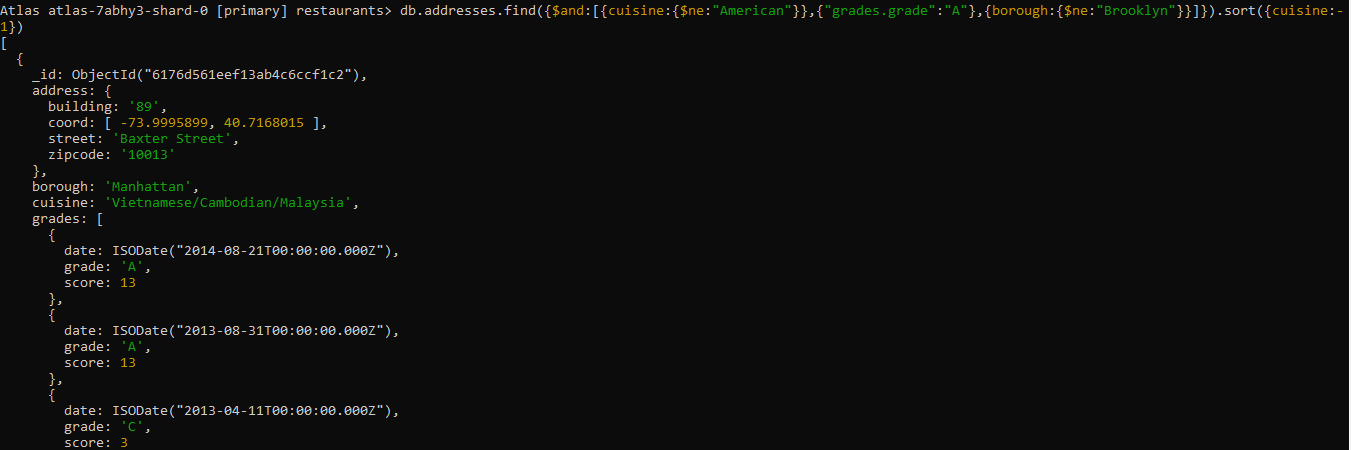 Atlas atlas-7abhy3-shard-0 [primary] restaurants> db.addresses.find({$and:[{cuisine:{$ne:"American"}},{"grades.grade":"A"},{borough:{$ne:"Brooklyn"}}]}).sort({cuisine:-
1})
[
  {
    _id: ObjectId("6176d561eef13ab4c6ccf1c2"),
    address: {
      building: '89',
      coord: [ -73.9995899, 40.7168015 ],
      street: 'Baxter Street',
      zipcode: '10013'
    },
    borough: 'Manhattan',
    cuisine: 'Vietnamese/Cambodian/Malaysia',
    grades: [
      {
        date: ISODate("2014-08-21T00:00:00.000Z"),
        grade: 'A',
        score: 13
      },
      {
        date: ISODate("2013-08-31T00:00:00.000Z"),
        grade: 'A',
        score: 13
      },
      {
        date: ISODate("2013-04-11T00:00:00.000Z"),
        grade: 'C',
        score: 3